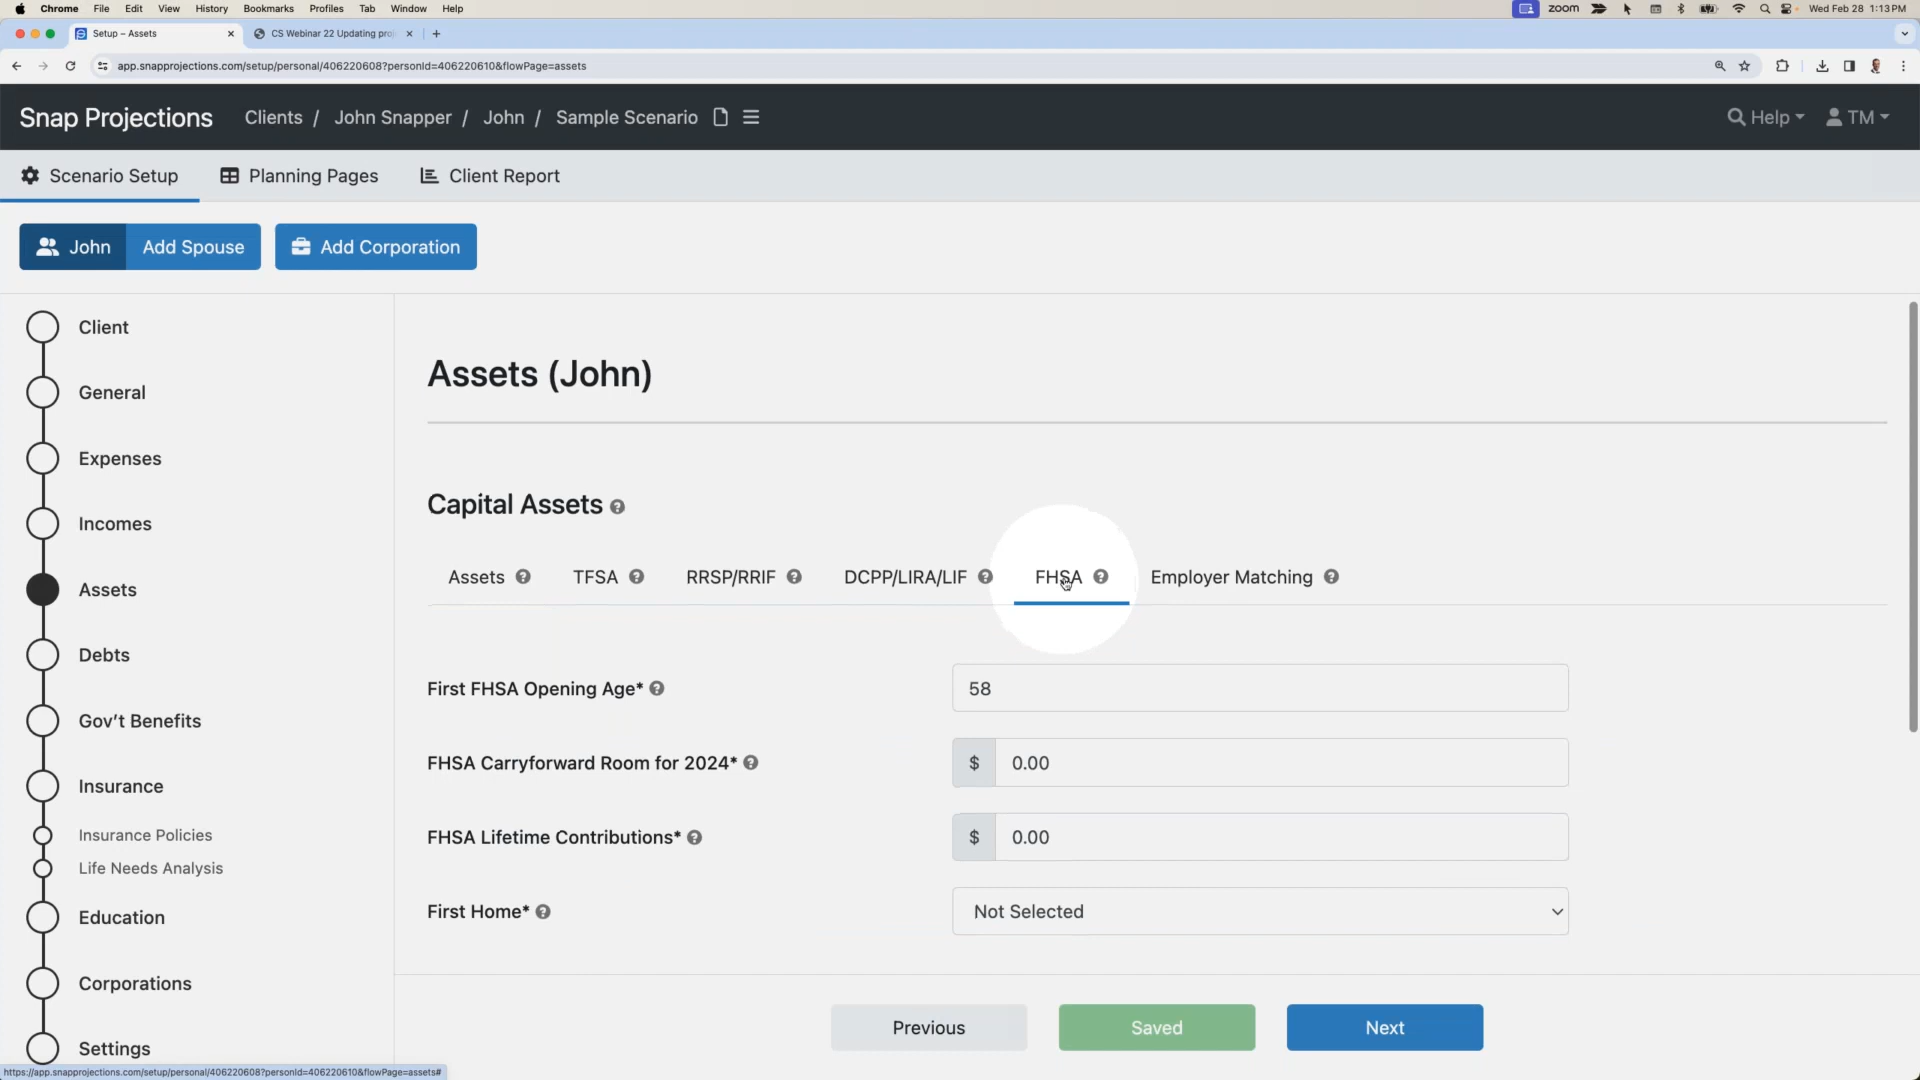 Chrome File Edit View History Bookmarks Profiles Tab Window Help zoom Wed Feb 28 1:13 PM
Setup – Assets CS Webinar 22 Updating proj
app.snapprojections.com/setup/personal/406220608?personId=406220610&flowPage=assets
Snap Projections Clients / John Snapper / John / Sample Scenario Help TM
Scenario Setup Planning Pages Client Report
John Add Spouse Add Corporation
Client
General
Expenses
Incomes
Assets
Debts
Gov't Benefits
Insurance
Insurance Policies
Life Needs Analysis
Education
Corporations
Settings
Assets (John)
Capital Assets
Assets TFSA RRSP/RRIF DCPP/LIRA/LIF FHSA Employer Matching
First FHSA Opening Age* 58
FHSA Carryforward Room for 2024* $ 0.00
FHSA Lifetime Contributions* $ 0.00
First Home* Not Selected
Previous Saved Next
https://app.snapprojections.com/setup/personal/406220608?personId=406220610&flowPage=assets#